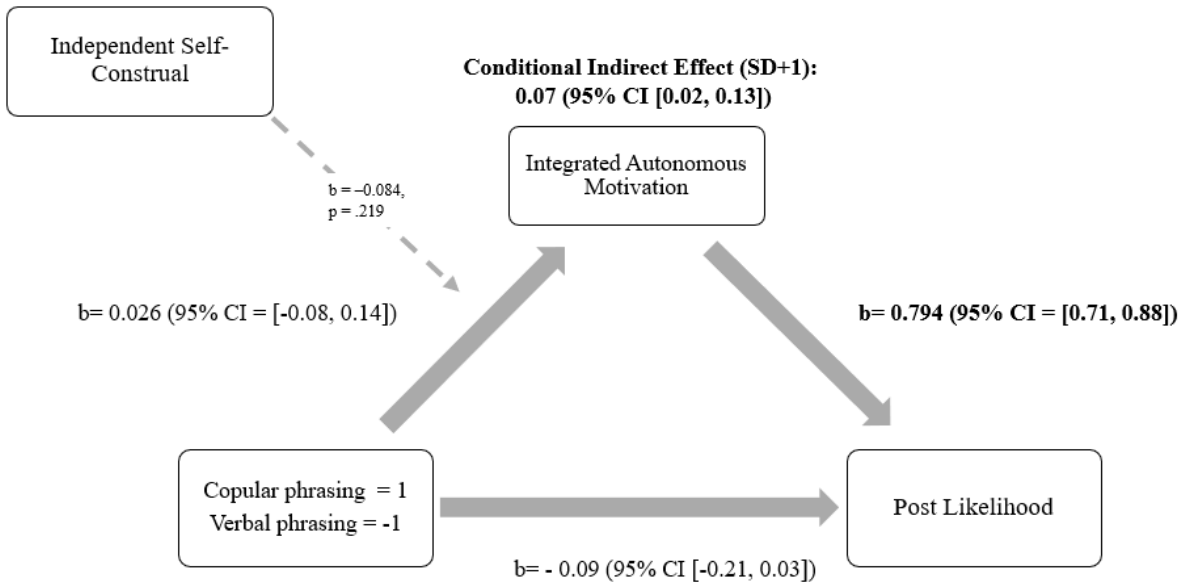 Independent Self-
Construal
Conditional Indirect Effect (SD+1):
0.07 (95% CI [0.02, 0.13])
Integrated Autonomous
Motivation
b = –0.084,
p = .219
b= 0.026 (95% CI = [-0.08, 0.14])
b= 0.794 (95% CI = [0.71, 0.88])
Copular phrasing = 1
Verbal phrasing = -1
Post Likelihood
b= - 0.09 (95% CI [-0.21, 0.03])